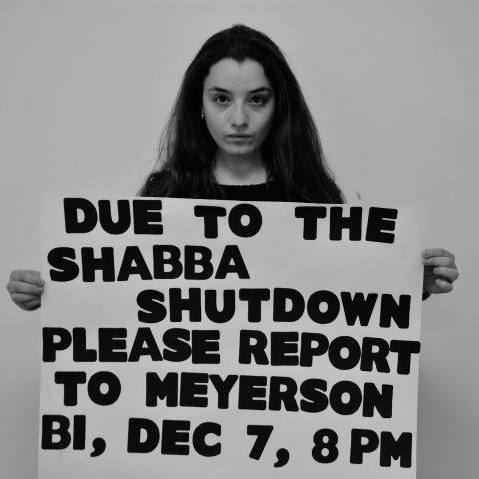 DUE TO THE
SHABBA
SHUTDOWN
PLEASE REPORT
TO MEYERSON
B1, DEC 7, 8 PM